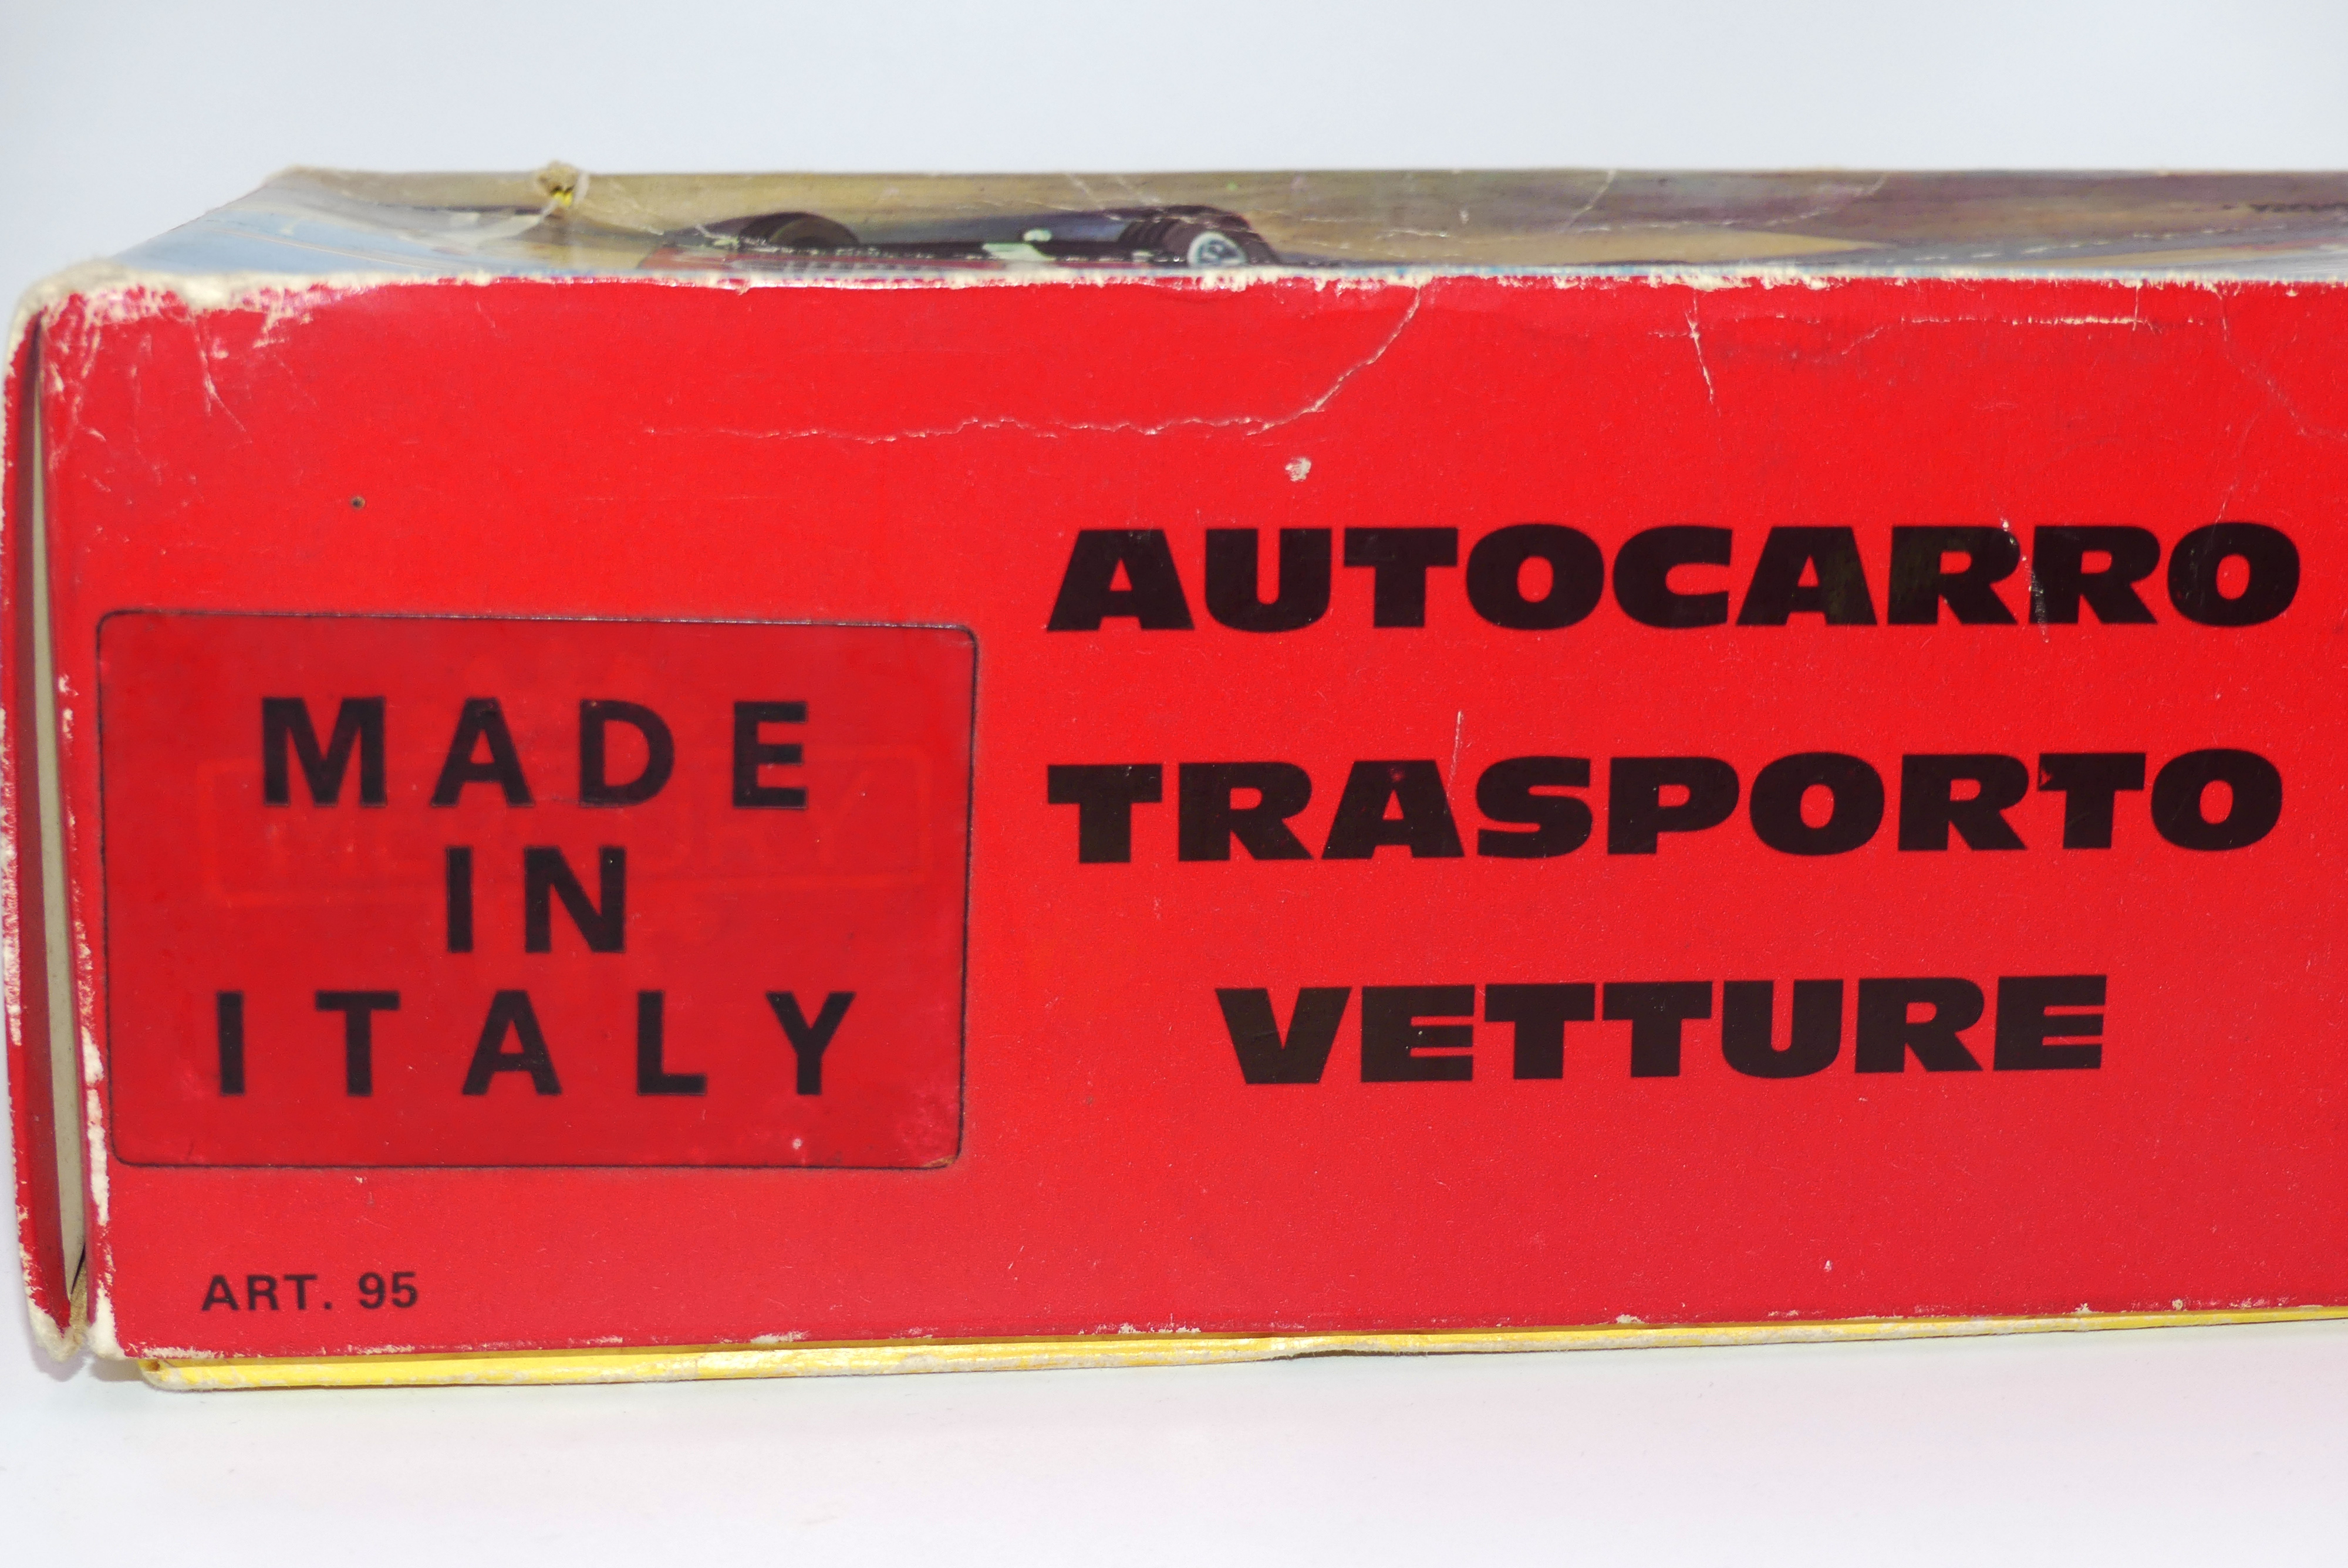 AUTOCARRO
TRASPORTO
VETTURE
MADE
IN
ITALY
ART. 95